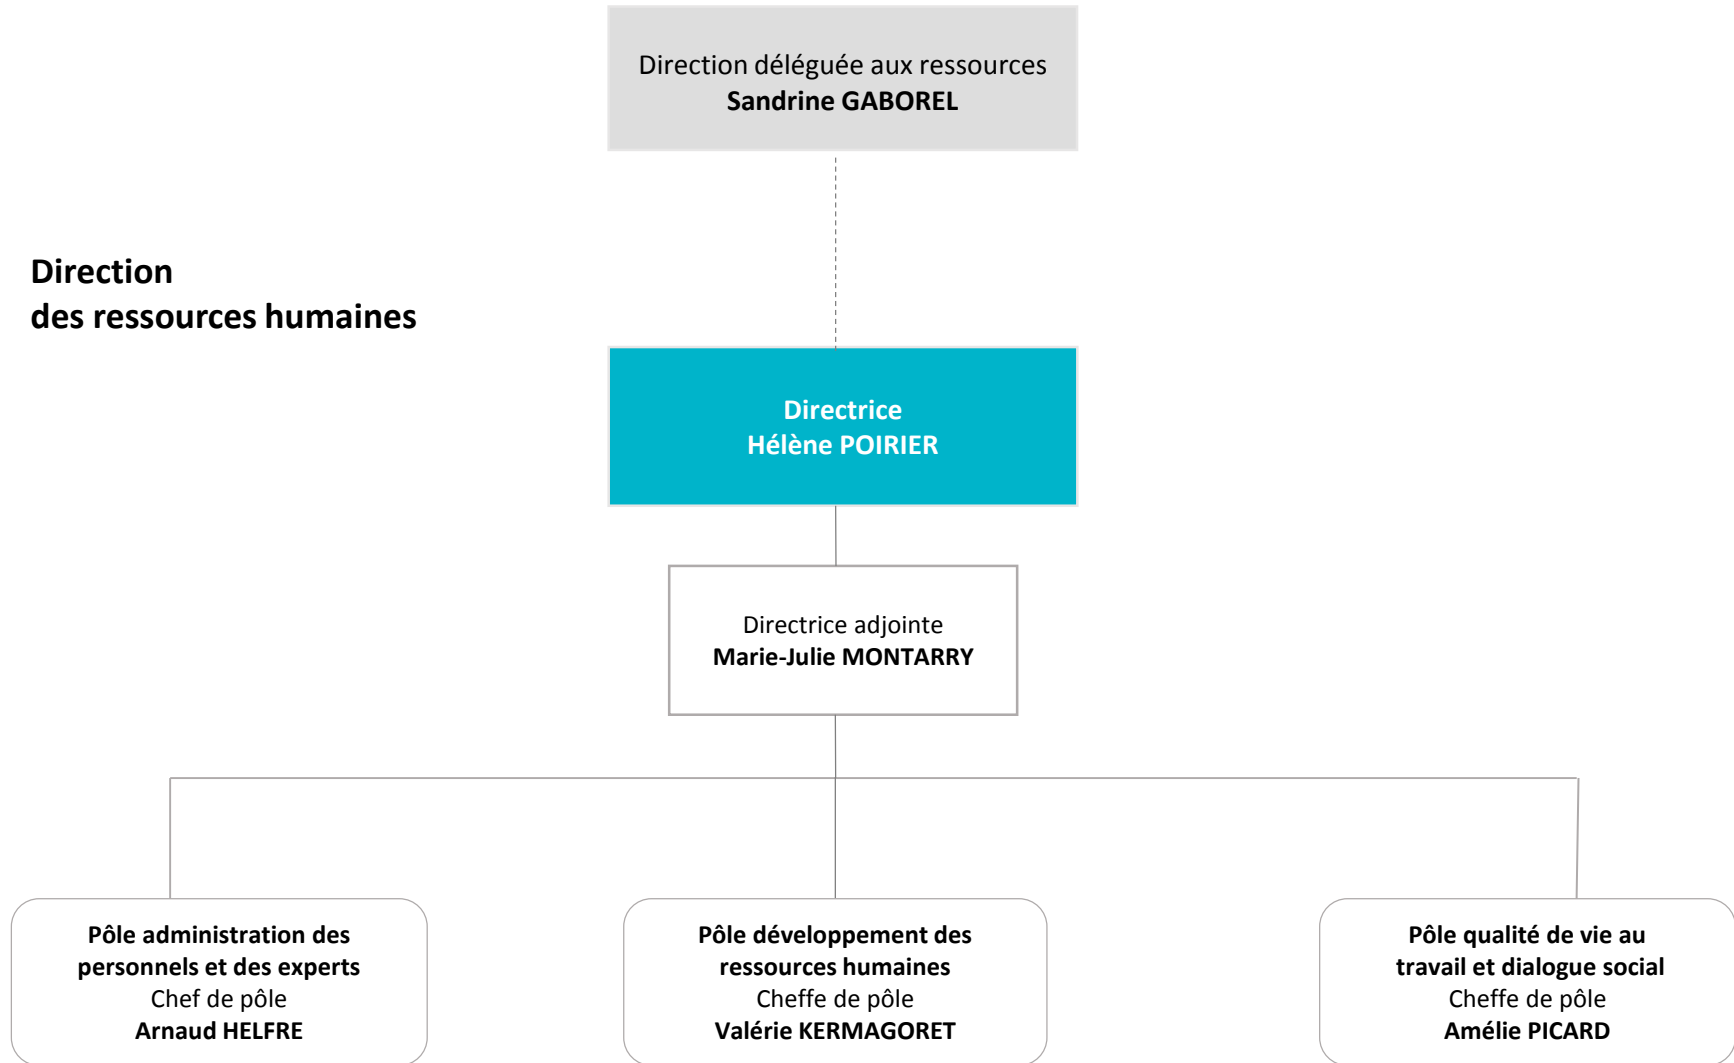 Direction déléguée aux ressources
Sandrine GABOREL
Direction
des ressources humaines
Directrice
Hélène POIRIER
Directrice adjointe
Marie-Julie MONTARRY
Pôle administration des
personnels et des experts
Chef de pôle
Arnaud HELFRE
Pôle développement des
ressources humaines
Cheffe de pôle
Valérie KERMAGORET
Pôle qualité de vie au
travail et dialogue social
Cheffe de pôle
Amélie PICARD